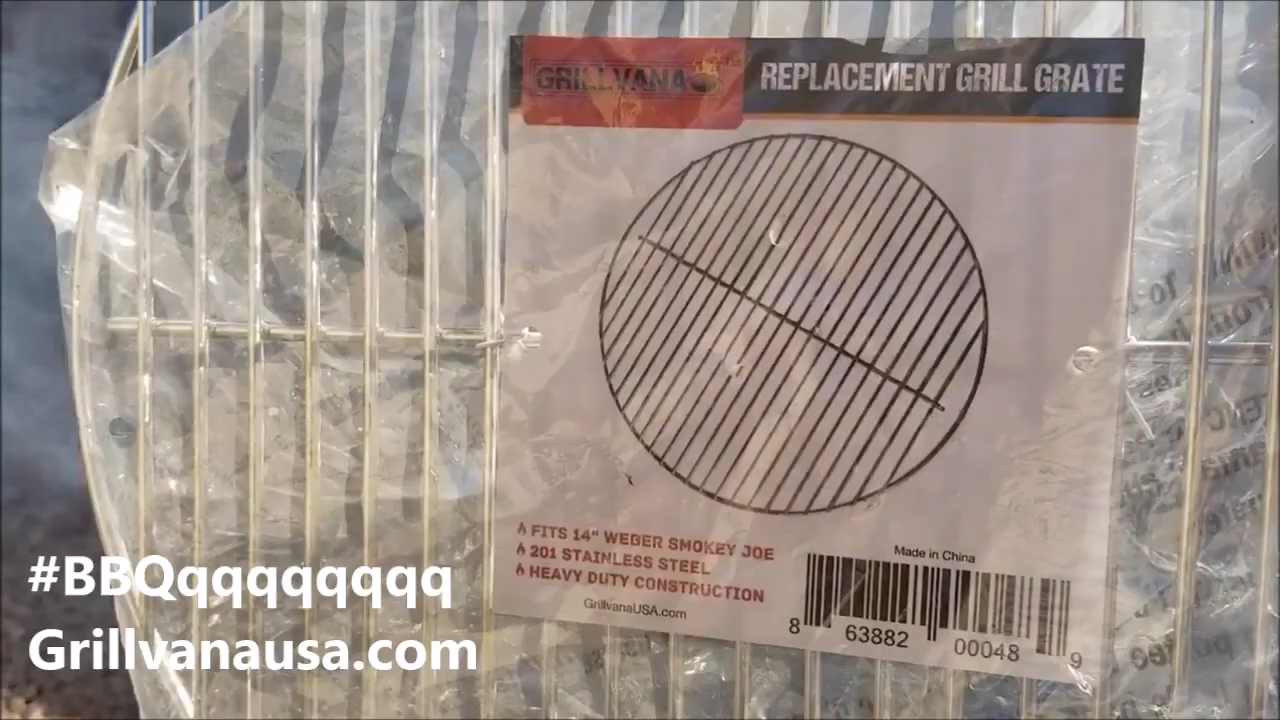 GRILLVANA
REPLACEMENT GRILL GRATE
FITS 14" WEBER SMOKEY JOE
201 STAINLESS STEEL
HEAVY DUTY CONSTRUCTION
GrillvanaUSA.com
Made in China
8 63882 00048 9
#BBQqqqqqqqq
Grillvanausa.com